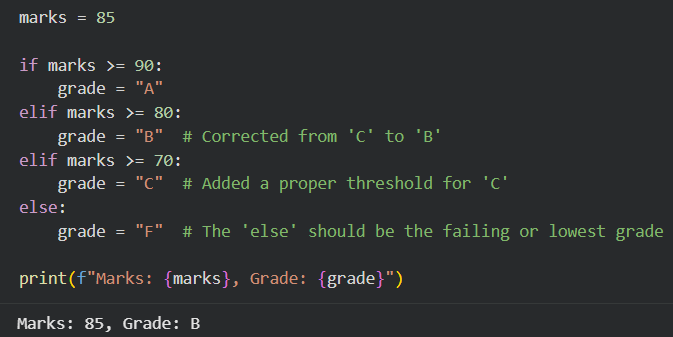 marks = 85
if marks >= 90:
    grade = "A"
elif marks >= 80:
    grade = "B"  # Corrected from 'C' to 'B'
elif marks >= 70:
    grade = "C"  # Added a proper threshold for 'C'
else:
    grade = "F"  # The 'else' should be the failing or lowest grade
print(f"Marks: {marks}, Grade: {grade}")
Marks: 85, Grade: B